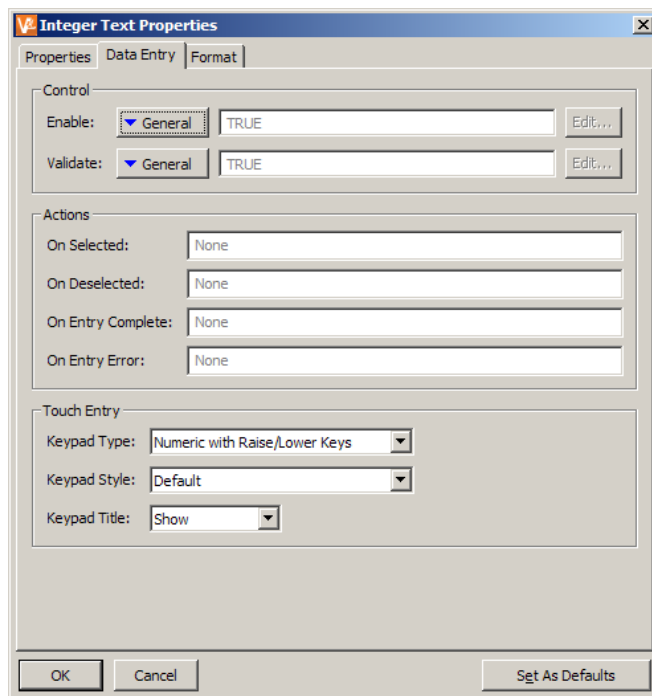 Integer Text Properties
Properties Data Entry Format
Control
Enable: General TRUE Edit...
Validate: General TRUE Edit...
Actions
On Selected: None
On Deselected: None
On Entry Complete: None
On Entry Error: None
Touch Entry
Keypad Type: Numeric with Raise/Lower Keys
Keypad Style: Default
Keypad Title: Show
OK Cancel Set As Defaults